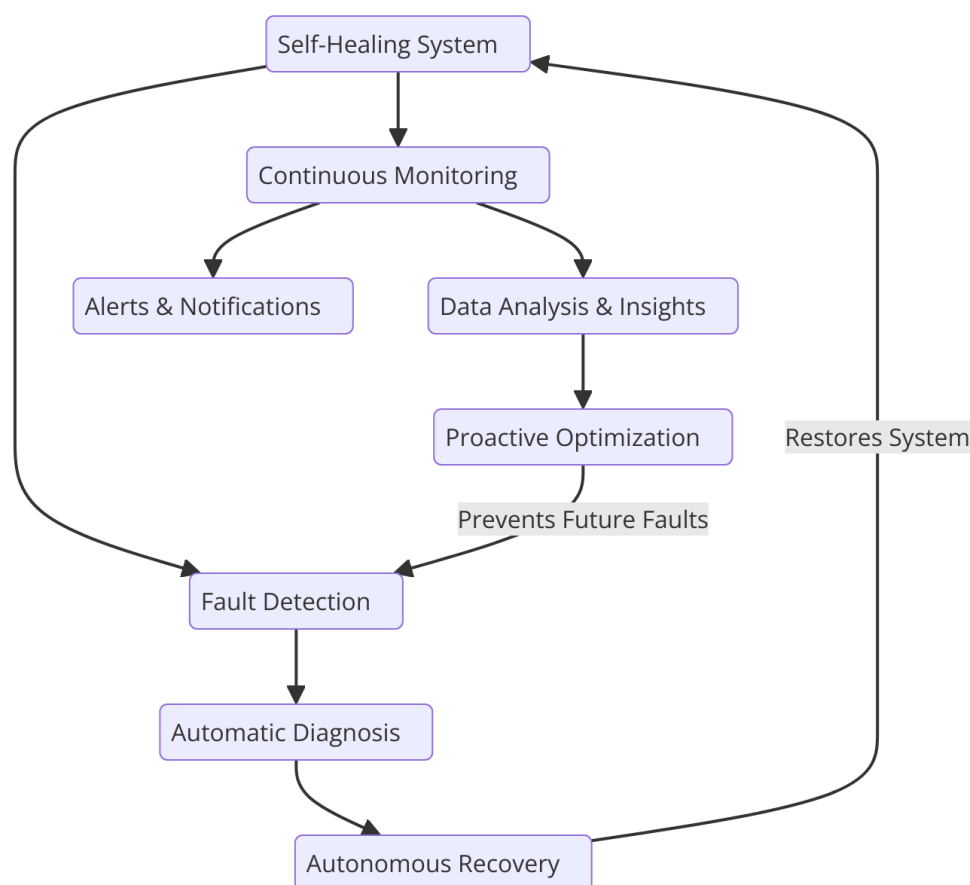 Self-Healing System
Continuous Monitoring
Alerts & Notifications
Data Analysis & Insights
Proactive Optimization
Restores System
Prevents Future Faults
Fault Detection
Automatic Diagnosis
Autonomous Recovery